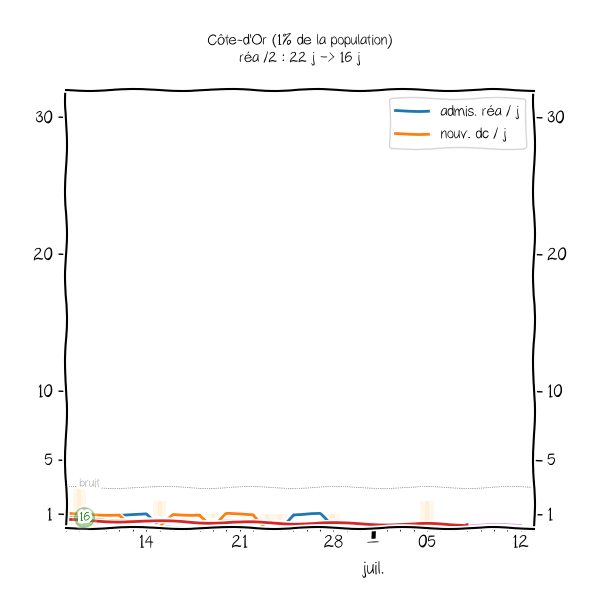 Côte-d'Or (1% de la population)
réa /2 : 22 j -> 16 j
admis. réa / j
nouv. dc / j
30
30
20
20
10
10
5
5
bruit
1
16
1
14
21
28
1
05
12
juil.